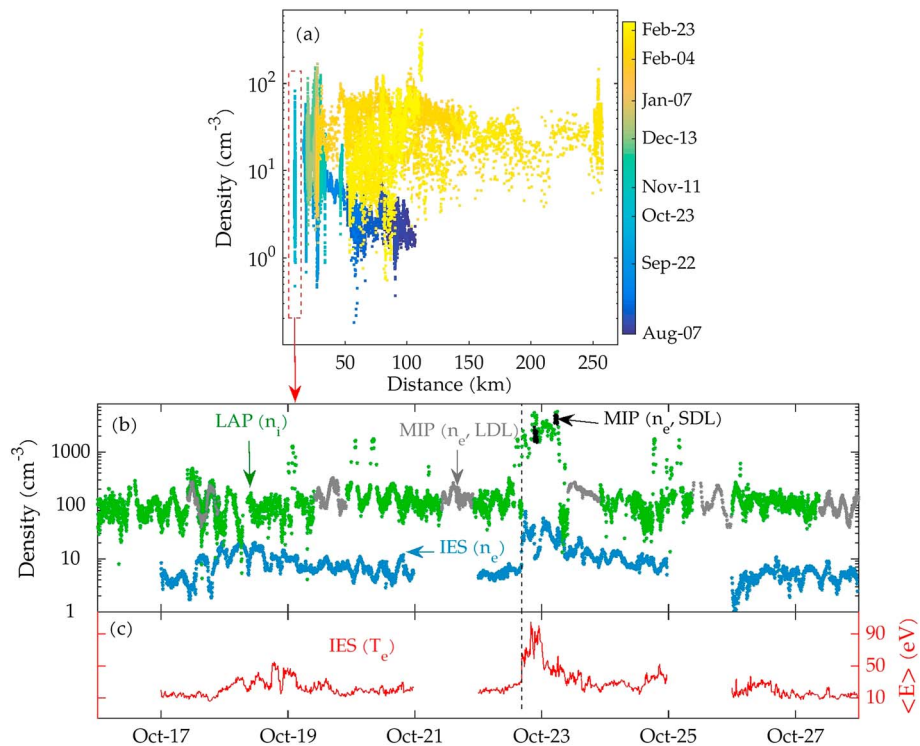 (a)
Density (cm⁻³)
10²
10¹
10⁰
50 100 150 200 250
Distance (km)
Feb-23
Feb-04
Jan-07
Dec-13
Nov-11
Oct-23
Sep-22
Aug-07
(b)
LAP (nᵢ)
MIP (nₑ, LDL)
MIP (nₑ, SDL)
IES (nₑ)
Density (cm⁻³)
1000
100
10
1
(c)
IES (Tₑ)
90
50
10
<E> (eV)
Oct-17 Oct-19 Oct-21 Oct-23 Oct-25 Oct-27